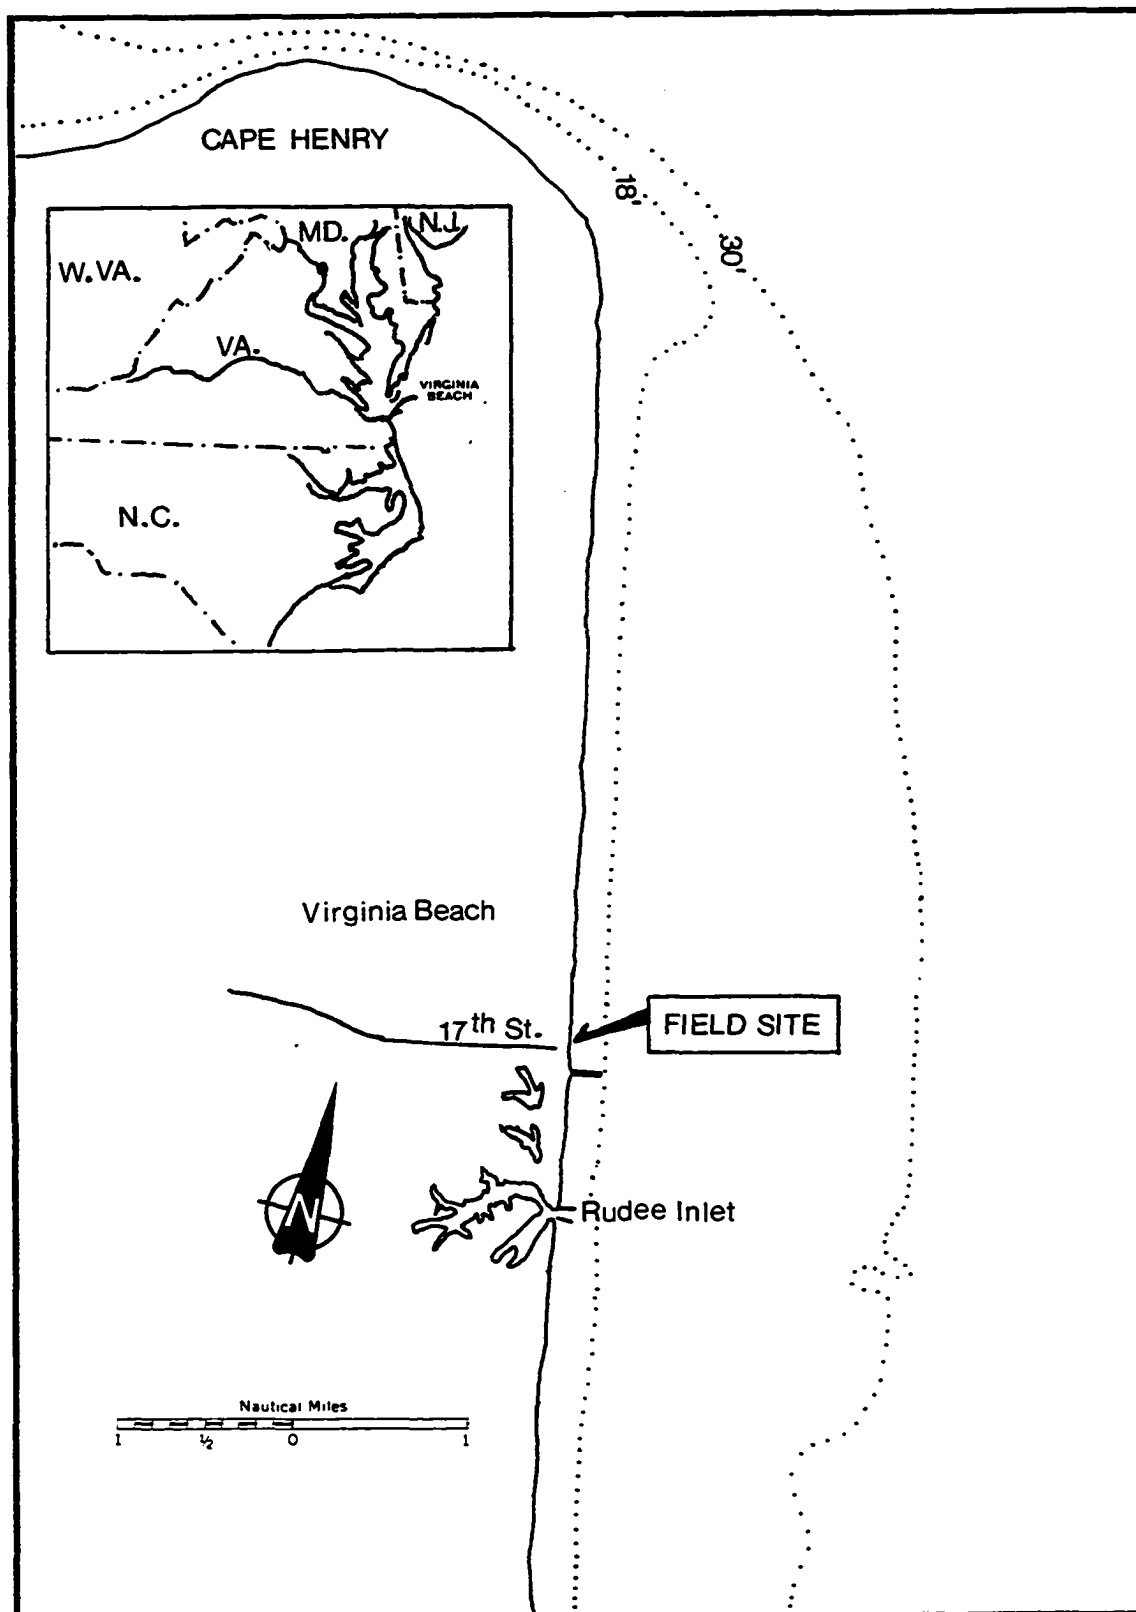 CAPE HENRY
18'
30'
MD.
N.J.
W.VA.
VA.
VIRGINIA
BEACH
N.C.
Virginia Beach
17th St.
FIELD SITE
N
Rudee Inlet
Nautical Miles
1 ½ 0 1